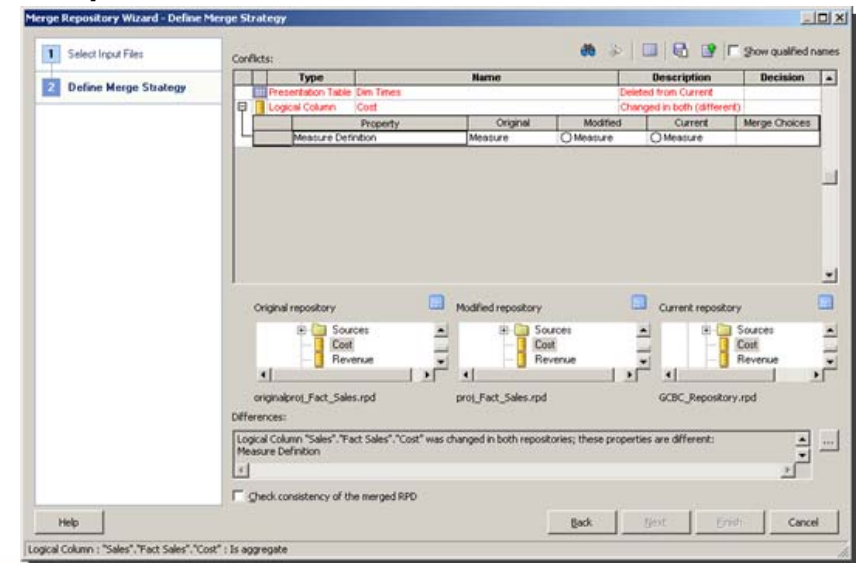 Merge Repository Wizard - Define Merge Strategy
1 Select Input Files
2 Define Merge Strategy
Conflicts:
Show qualified names
Type Name Description Decision
Presentation Table Dim Times Deleted from Current
Logical Column Cost Changed in both (different)
Property Original Modified Current Merge Choices
Measure Definition Measure Measure Measure
Original repository Modified repository Current repository
Sources Sources Sources
Cost Cost Cost
Revenue Revenue Revenue
originalproj_Fact_Sales.rpd proj_Fact_Sales.rpd GCBC_Repository.rpd
Differences:
Logical Column "Sales"."Fact Sales"."Cost" was changed in both repositories; these properties are different:
Measure Definition
...
Check consistency of the merged RPD
Help Back Next Finish Cancel
Logical Column : "Sales"."Fact Sales"."Cost" : Is aggregate